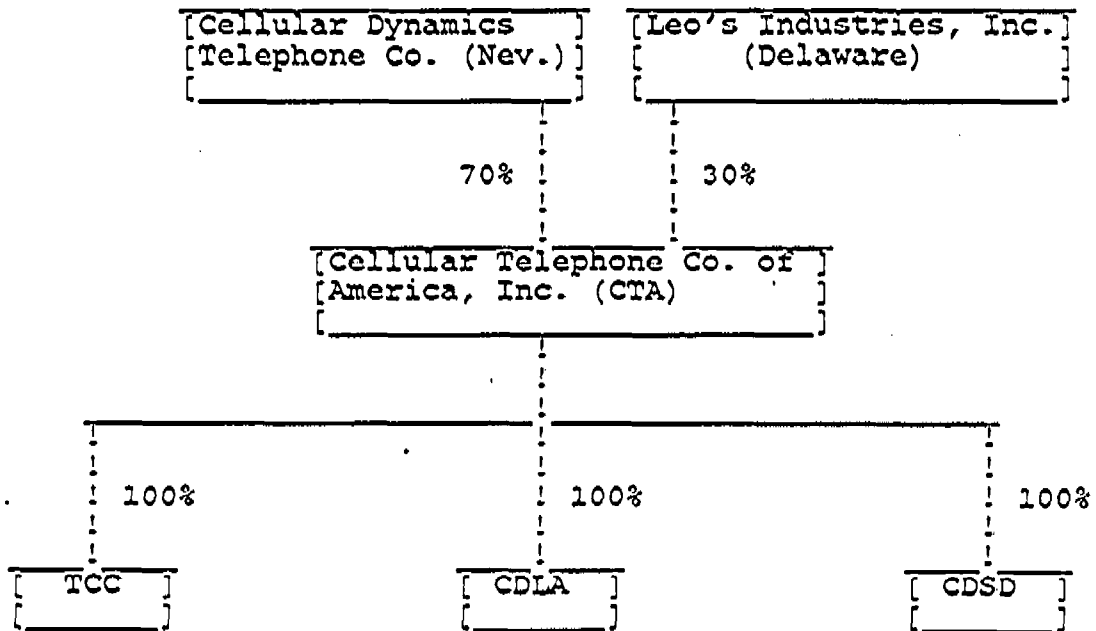 [Cellular Dynamics ] [Leo's Industries, Inc.]
[Telephone Co. (Nev.)] [ (Delaware) ]
[ ] [ ]
70% 30%
[Cellular Telephone Co. of ]
[America, Inc. (CTA) ]
[ ]
100% 100% 100%
[ TCC ] [ CDLA ] [ CDSD ]
[ ] [ ] [ ]